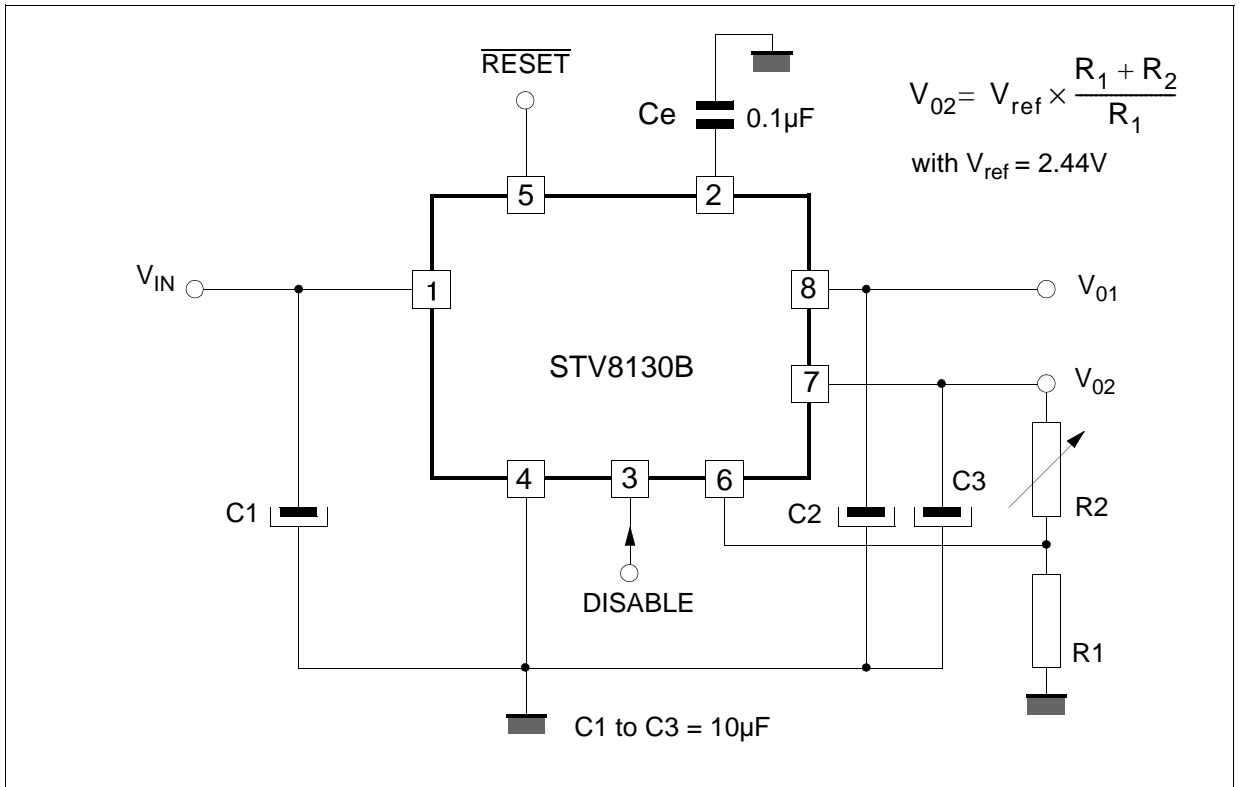 RESET
Ce
0.1µF
V02= Vref × R1 + R2 / R1
with Vref = 2.44V
5
2
VIN
1
8
V01
STV8130B
7
V02
4
3
6
C1
C2
C3
R2
DISABLE
R1
C1 to C3 = 10µF